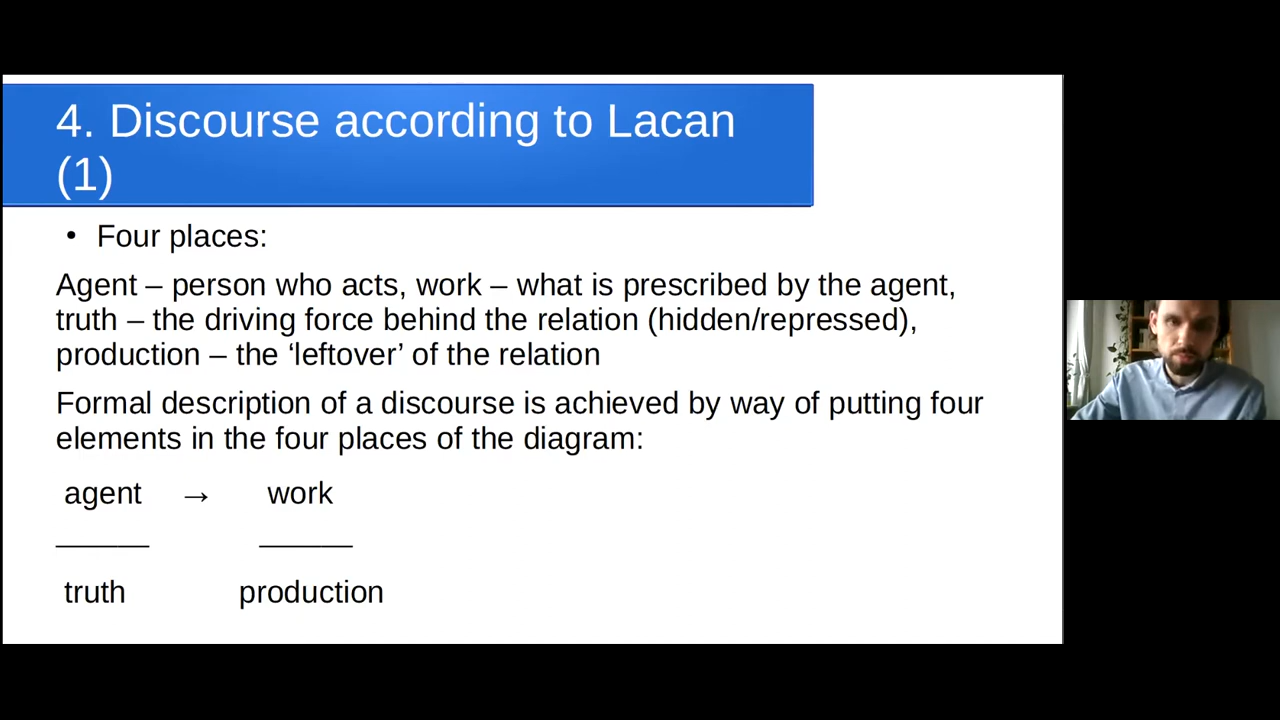 4. Discourse according to Lacan
(1)
• Four places:
Agent – person who acts, work – what is prescribed by the agent,
truth – the driving force behind the relation (hidden/repressed),
production – the ‘leftover’ of the relation
Formal description of a discourse is achieved by way of putting four
elements in the four places of the diagram:
agent → work
______ ______
truth production